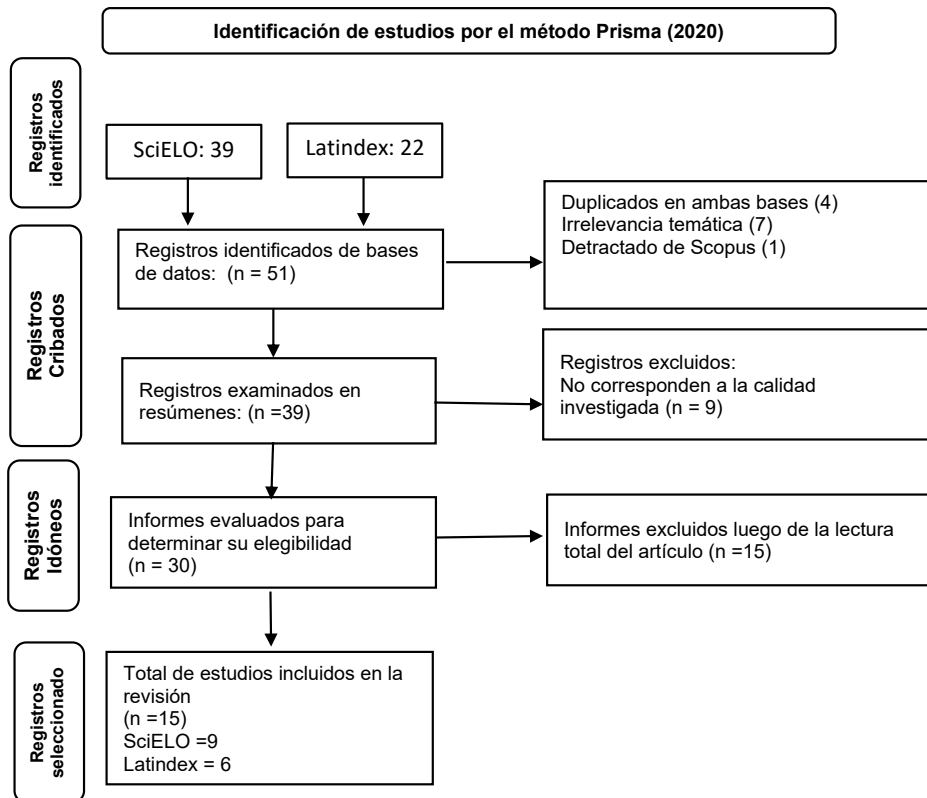 Identificación de estudios por el método Prisma (2020)
Registros
identificados
SciELO: 39
Latindex: 22
Duplicados en ambas bases (4)
Irrelevancia temática (7)
Detractado de Scopus (1)
Registros
Cribados
Registros identificados de bases
de datos: (n = 51)
Registros examinados en
resúmenes: (n =39)
Registros excluidos:
No corresponden a la calidad
investigada (n = 9)
Registros
Idóneos
Informes evaluados para
determinar su elegibilidad
(n = 30)
Informes excluidos luego de la lectura
total del artículo (n =15)
Registros
seleccionado
Total de estudios incluidos en la
revisión
(n =15)
SciELO =9
Latindex = 6